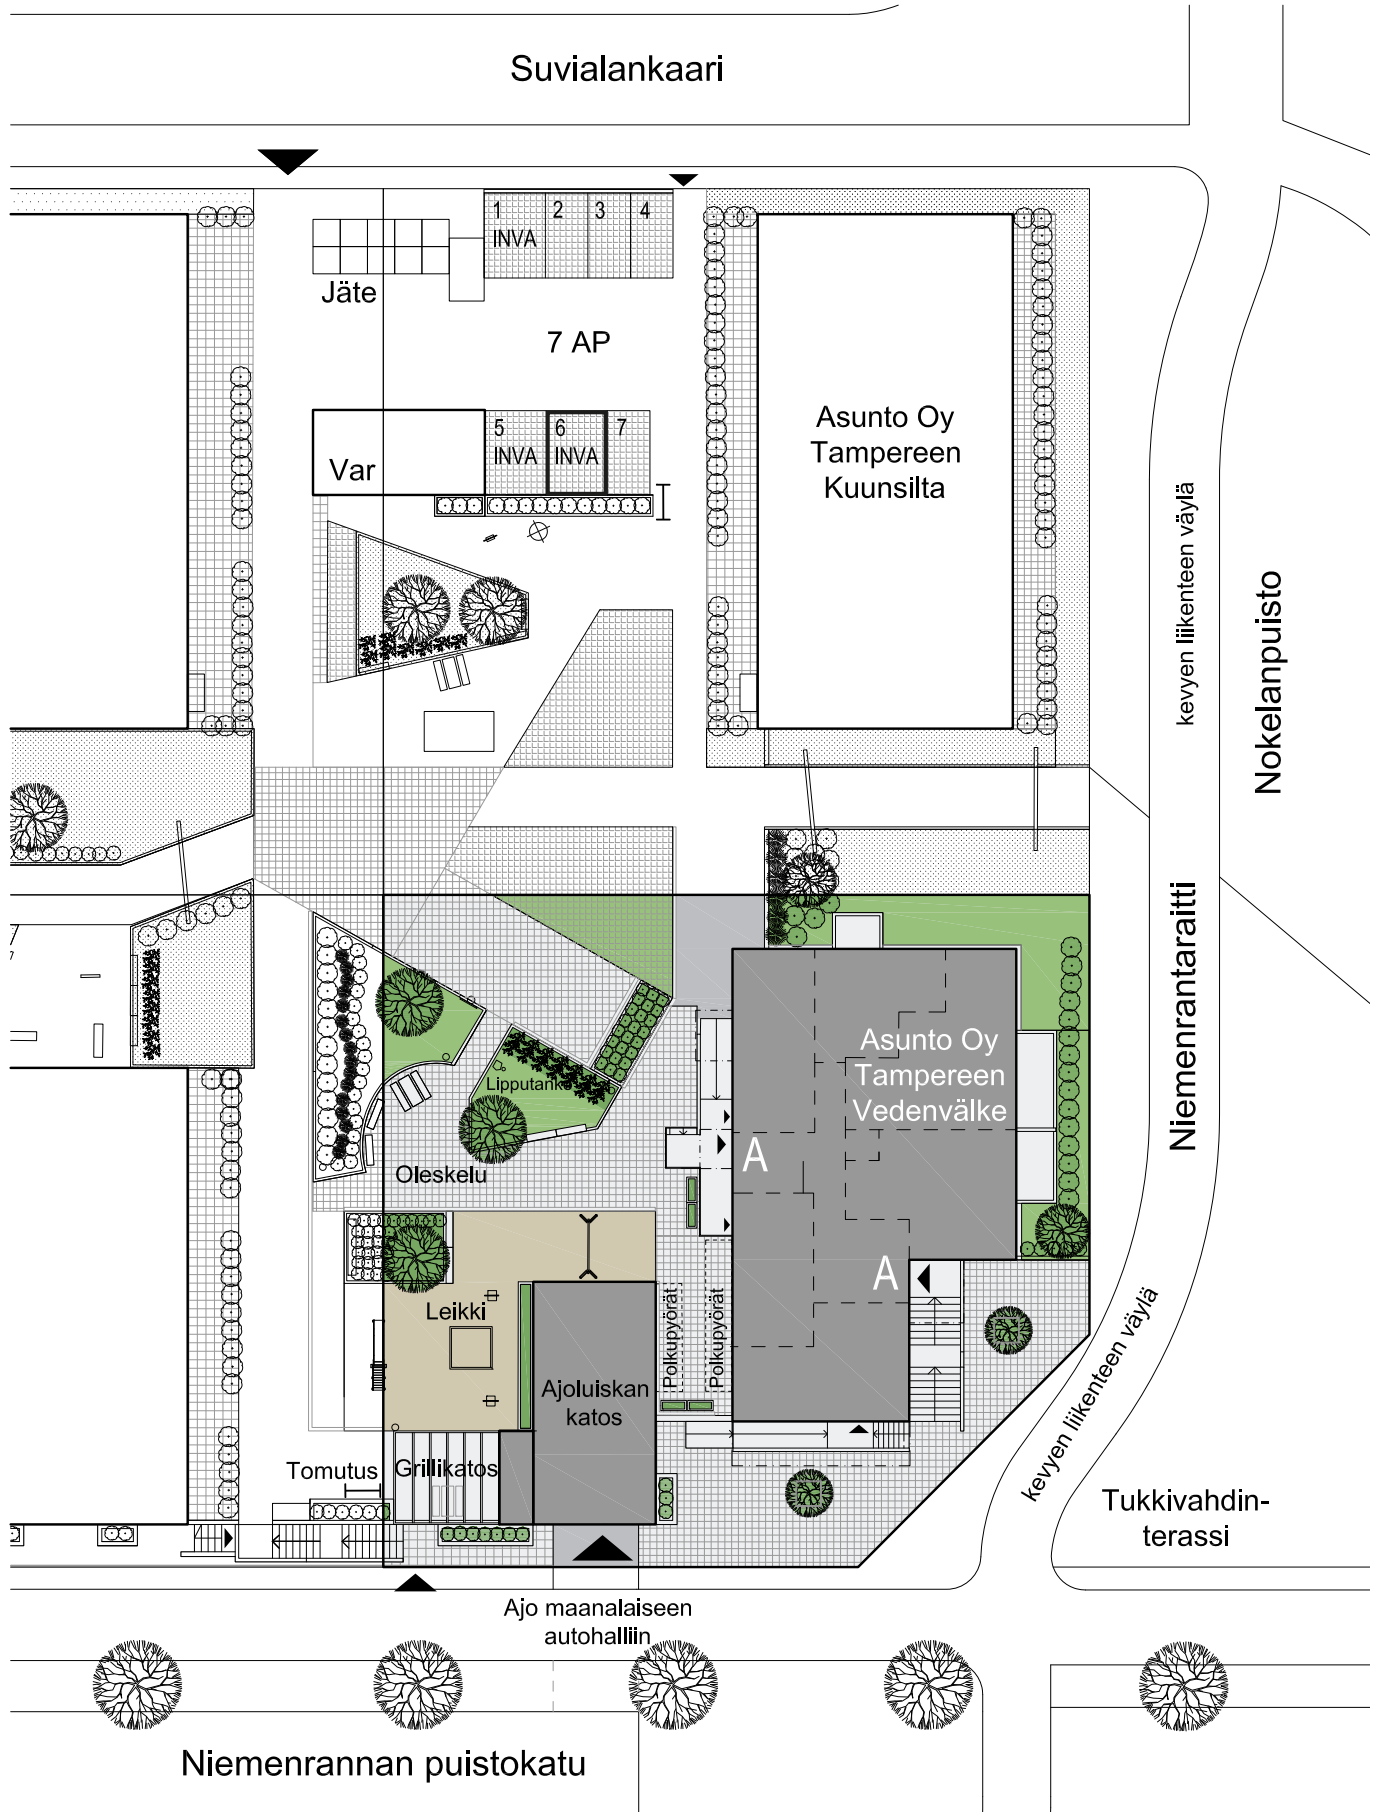 Suvialankaari
1
INVA
2
3
4
Jäte
7 AP
5
INVA
6
INVA
7
Var
Asunto Oy
Tampereen
Kuunsilta
kevyen liikenteen väylä
Nokelanpuisto
Niemenrantaraitti
7
Asunto Oy
Tampereen
Vedenvälke
Lipputanko
A
Oleskelu
A
Leikki
Polkupyörät
Polkupyörät
Ajoluiskan
katos
kevyen liikenteen väylä
Tomutus
Grillikatos
Tukkivahdin-
terassi
Ajo maanalaiseen
autohalliin
Niemenrannan puistokatu